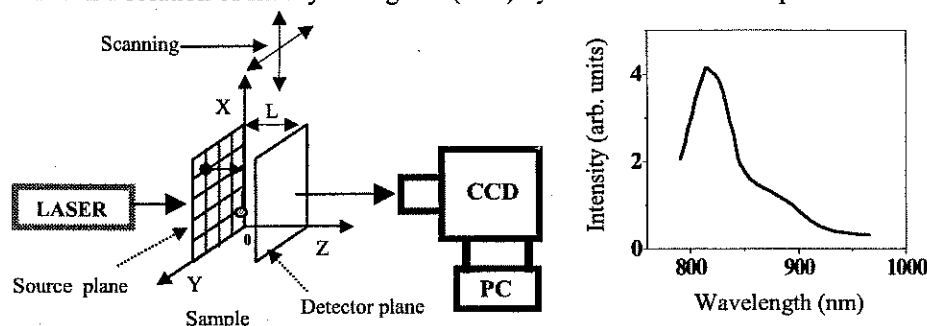 Scanning
X
L
LASER
CCD
0
Z
Y
Source plane
Detector plane
PC
Sample
Intensity (arb. units)
4
2
0
800
900
1000
Wavelength (nm)